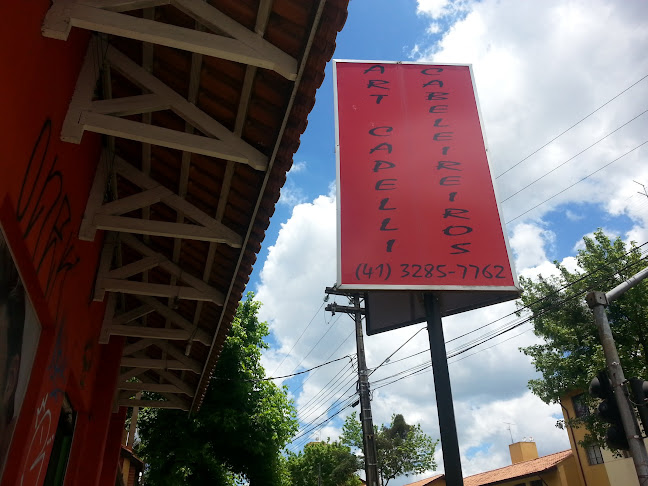 ART CAPELLI
CABELEIREIROS
(41) 3285-7762